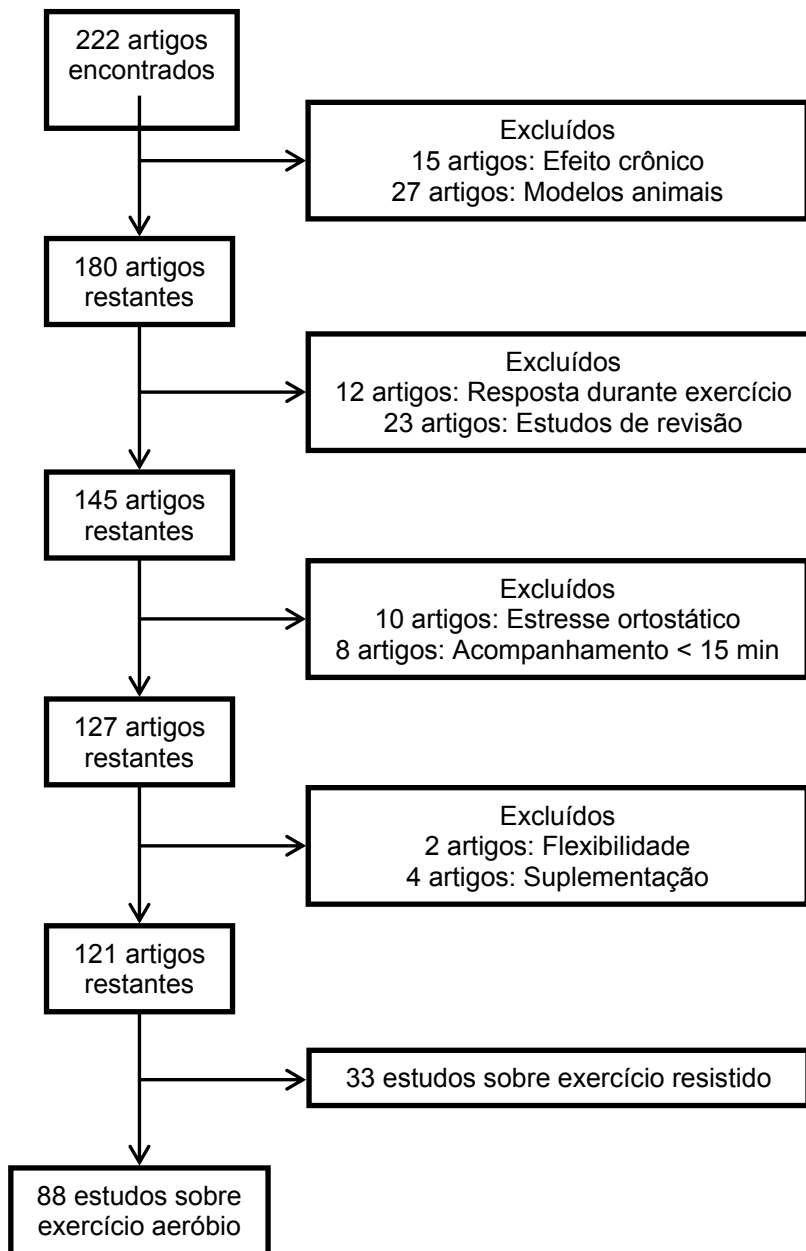 222 artigos
encontrados
Excluídos
15 artigos: Efeito crônico
27 artigos: Modelos animais
180 artigos
restantes
Excluídos
12 artigos: Resposta durante exercício
23 artigos: Estudos de revisão
145 artigos
restantes
Excluídos
10 artigos: Estresse ortostático
8 artigos: Acompanhamento < 15 min
127 artigos
restantes
Excluídos
2 artigos: Flexibilidade
4 artigos: Suplementação
121 artigos
restantes
33 estudos sobre exercício resistido
88 estudos sobre
exercício aeróbio